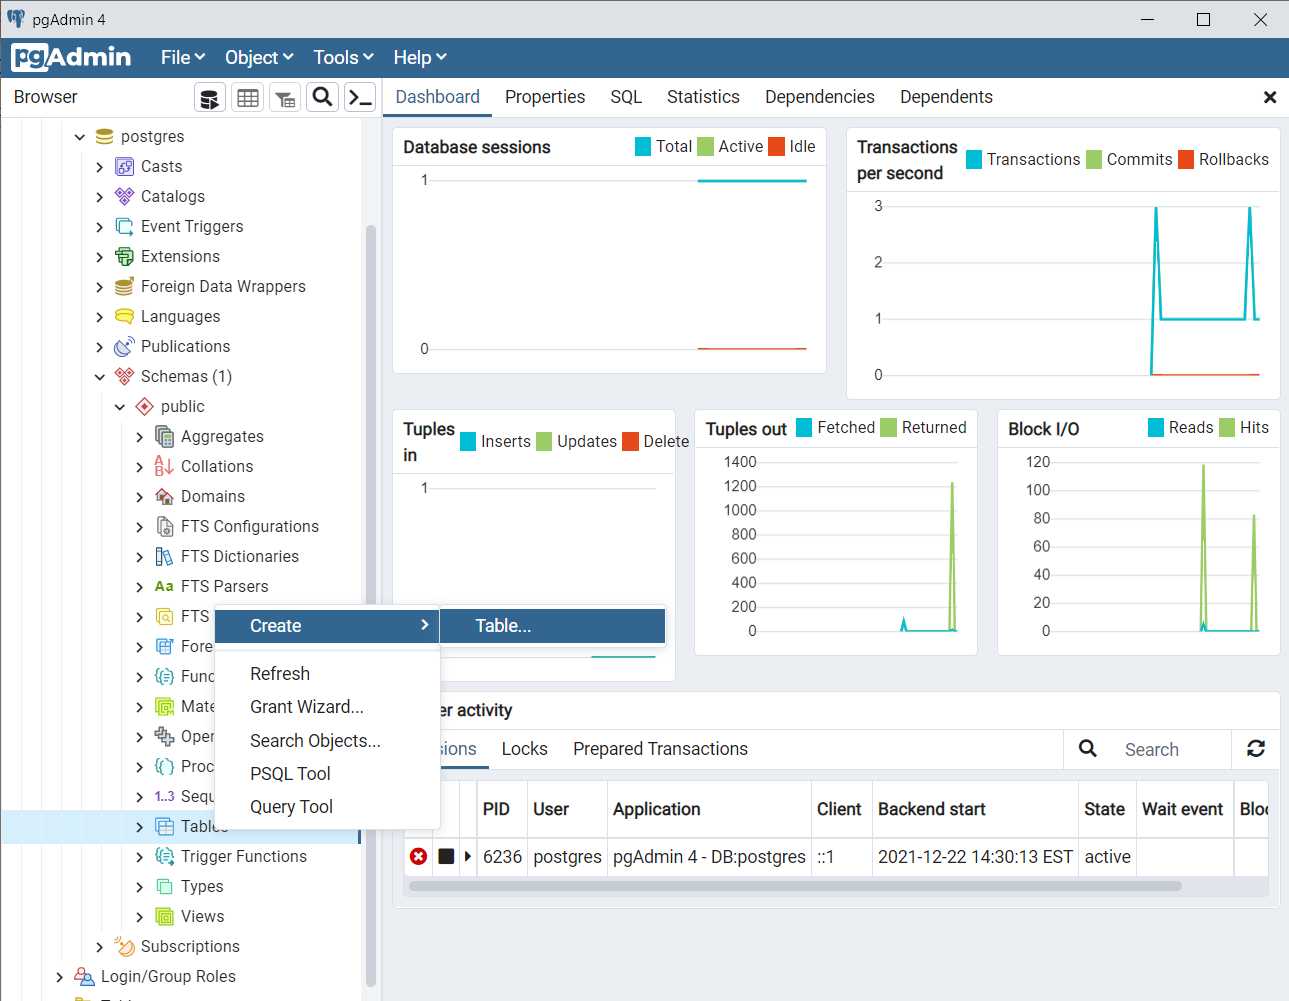 pgAdmin 4
pgAdmin File Object Tools Help
Browser
Dashboard Properties SQL Statistics Dependencies Dependents
postgres
Casts
Catalogs
Event Triggers
Extensions
Foreign Data Wrappers
Languages
Publications
Schemas (1)
public
Aggregates
Collations
Domains
FTS Configurations
FTS Dictionaries
Aa FTS Parsers
FTS
Fore
Func
Mate
Oper
Proc
1..3 Sequ
Tables
Trigger Functions
Types
Views
Subscriptions
Login/Group Roles
Create
Table...
Refresh
Grant Wizard...
Search Objects...
PSQL Tool
Query Tool
Database sessions
Total Active Idle
1
0
Transactions
per second
Transactions Commits Rollbacks
3
2
1
0
Tuples
in
Inserts Updates Delete
1
Tuples out
Fetched Returned
1400
1200
1000
800
600
400
200
0
Block I/O
Reads Hits
120
100
80
60
40
20
0
er activity
sions Locks Prepared Transactions
Search
PID User Application Client Backend start State Wait event Bloc
6236 postgres pgAdmin 4 - DB:postgres ::1 2021-12-22 14:30:13 EST active